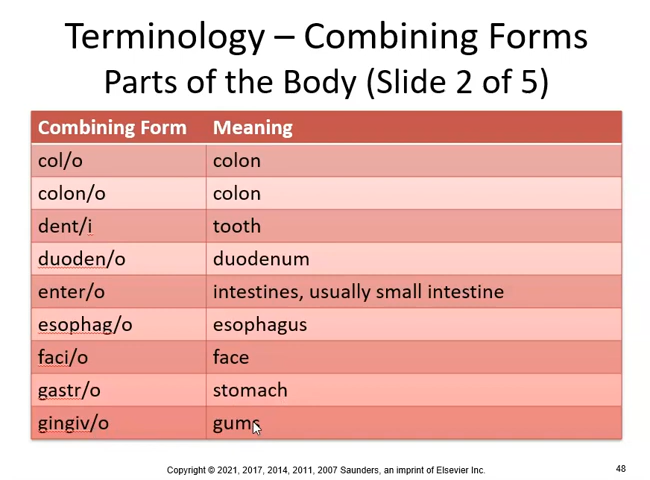 Terminology – Combining Forms
Parts of the Body (Slide 2 of 5)
Combining Form Meaning
col/o colon
colon/o colon
dent/i tooth
duoden/o duodenum
enter/o intestines, usually small intestine
esophag/o esophagus
faci/o face
gastr/o stomach
gingiv/o gums
Copyright © 2021, 2017, 2014, 2011, 2007 Saunders, an imprint of Elsevier Inc. 48